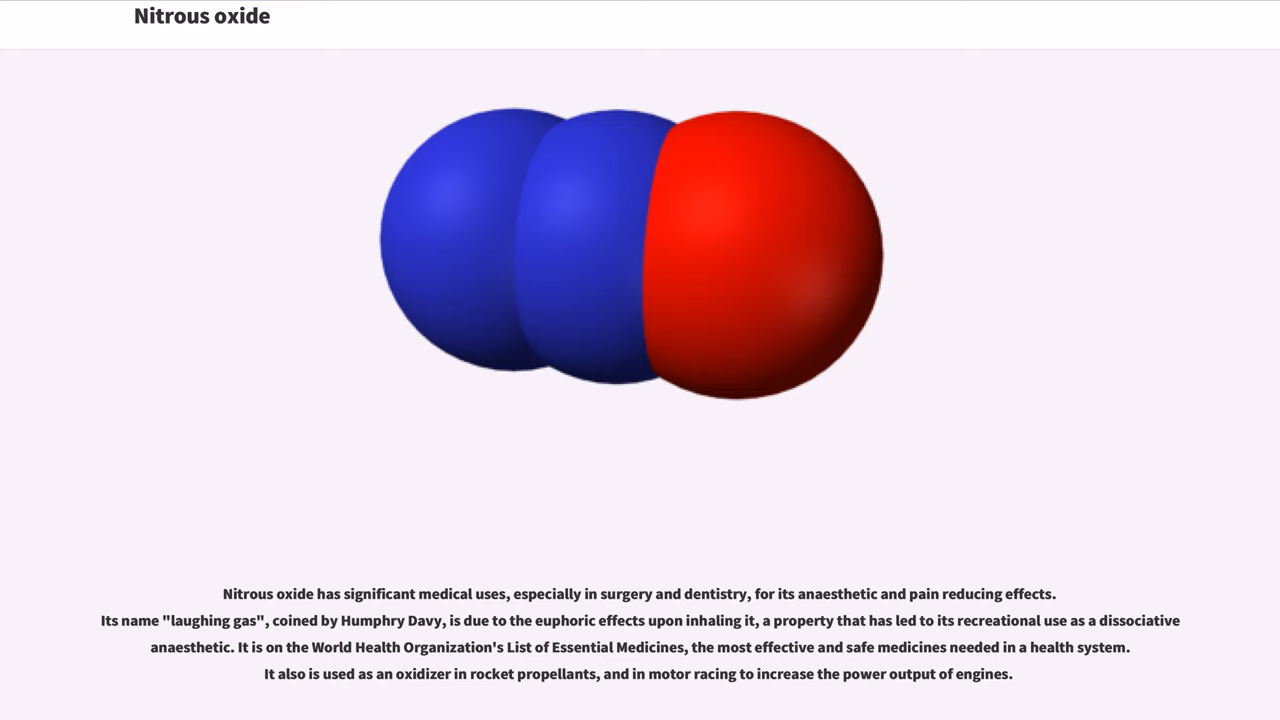 Nitrous oxide
Nitrous oxide has significant medical uses, especially in surgery and dentistry, for its anaesthetic and pain reducing effects.
Its name "laughing gas", coined by Humphry Davy, is due to the euphoric effects upon inhaling it, a property that has led to its recreational use as a dissociative
anaesthetic. It is on the World Health Organization's List of Essential Medicines, the most effective and safe medicines needed in a health system.
It also is used as an oxidizer in rocket propellants, and in motor racing to increase the power output of engines.